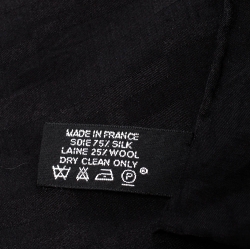 MADE IN FRANCE
SOIE 75% SILK
LAINE 25% WOOL
DRY CLEAN ONLY
P